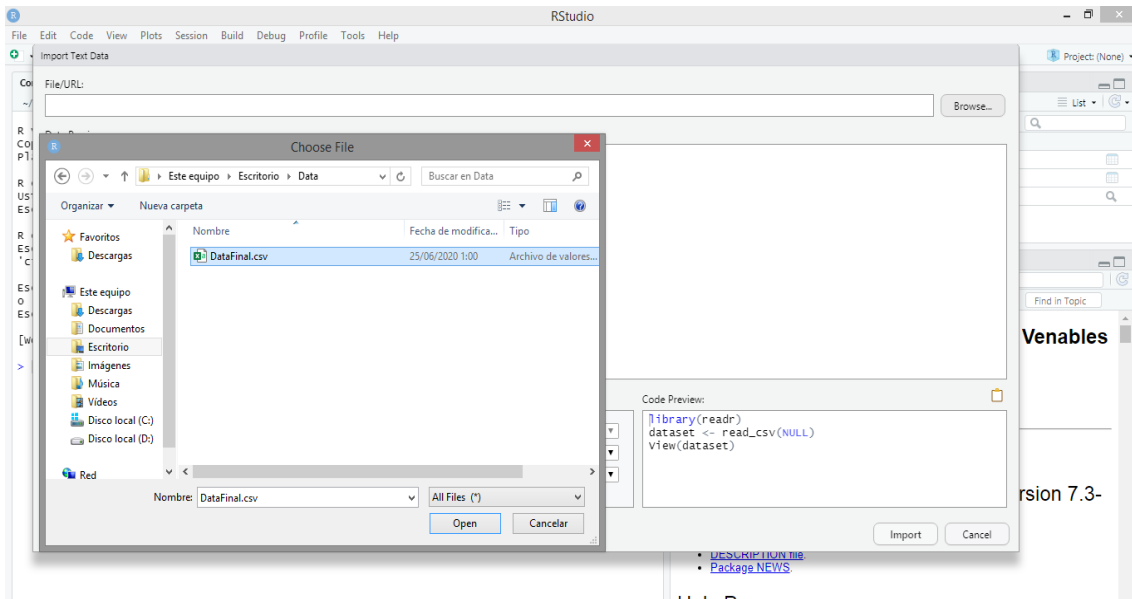 RStudio
File Edit Code View Plots Session Build Debug Profile Tools Help
Import Text Data
Project: (None)
File/URL:
Browse...
List
Choose File
Este equipo Escritorio Data
Buscar en Data
Organizar Nueva carpeta
Favoritos
Descargas
Este equipo
Descargas
Documentos
Escritorio
Imágenes
Música
Vídeos
Disco local (C:)
Disco local (D:)
Red
Nombre Fecha de modifica... Tipo
DataFinal.csv 25/06/2020 1:00 Archivo de valores...
Nombre: DataFinal.csv All Files (*)
Open Cancelar
Code Preview:
library(readr)
dataset <- read_csv(NULL)
View(dataset)
Import Cancel
Find in Topic
Venables
rsion 7.3-
DESCRIPTION file.
Package NEWS.